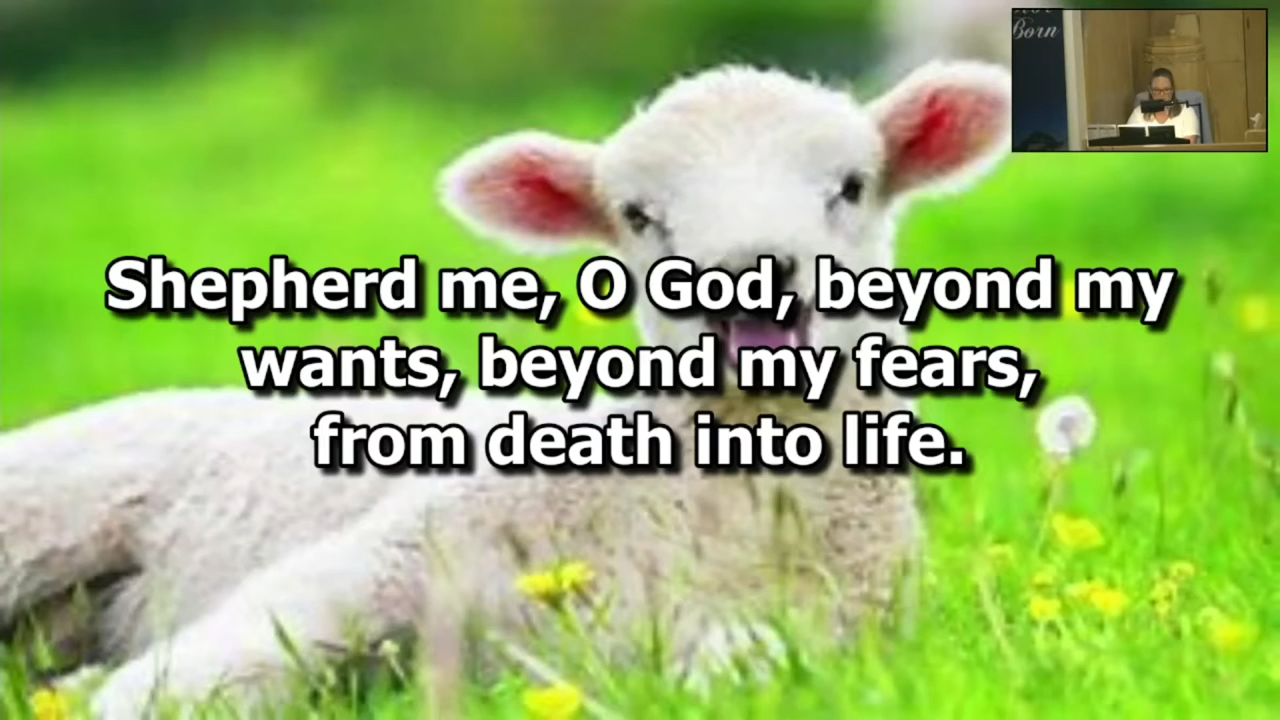 Born
Shepherd me, O God, beyond my
wants, beyond my fears,
from death into life.